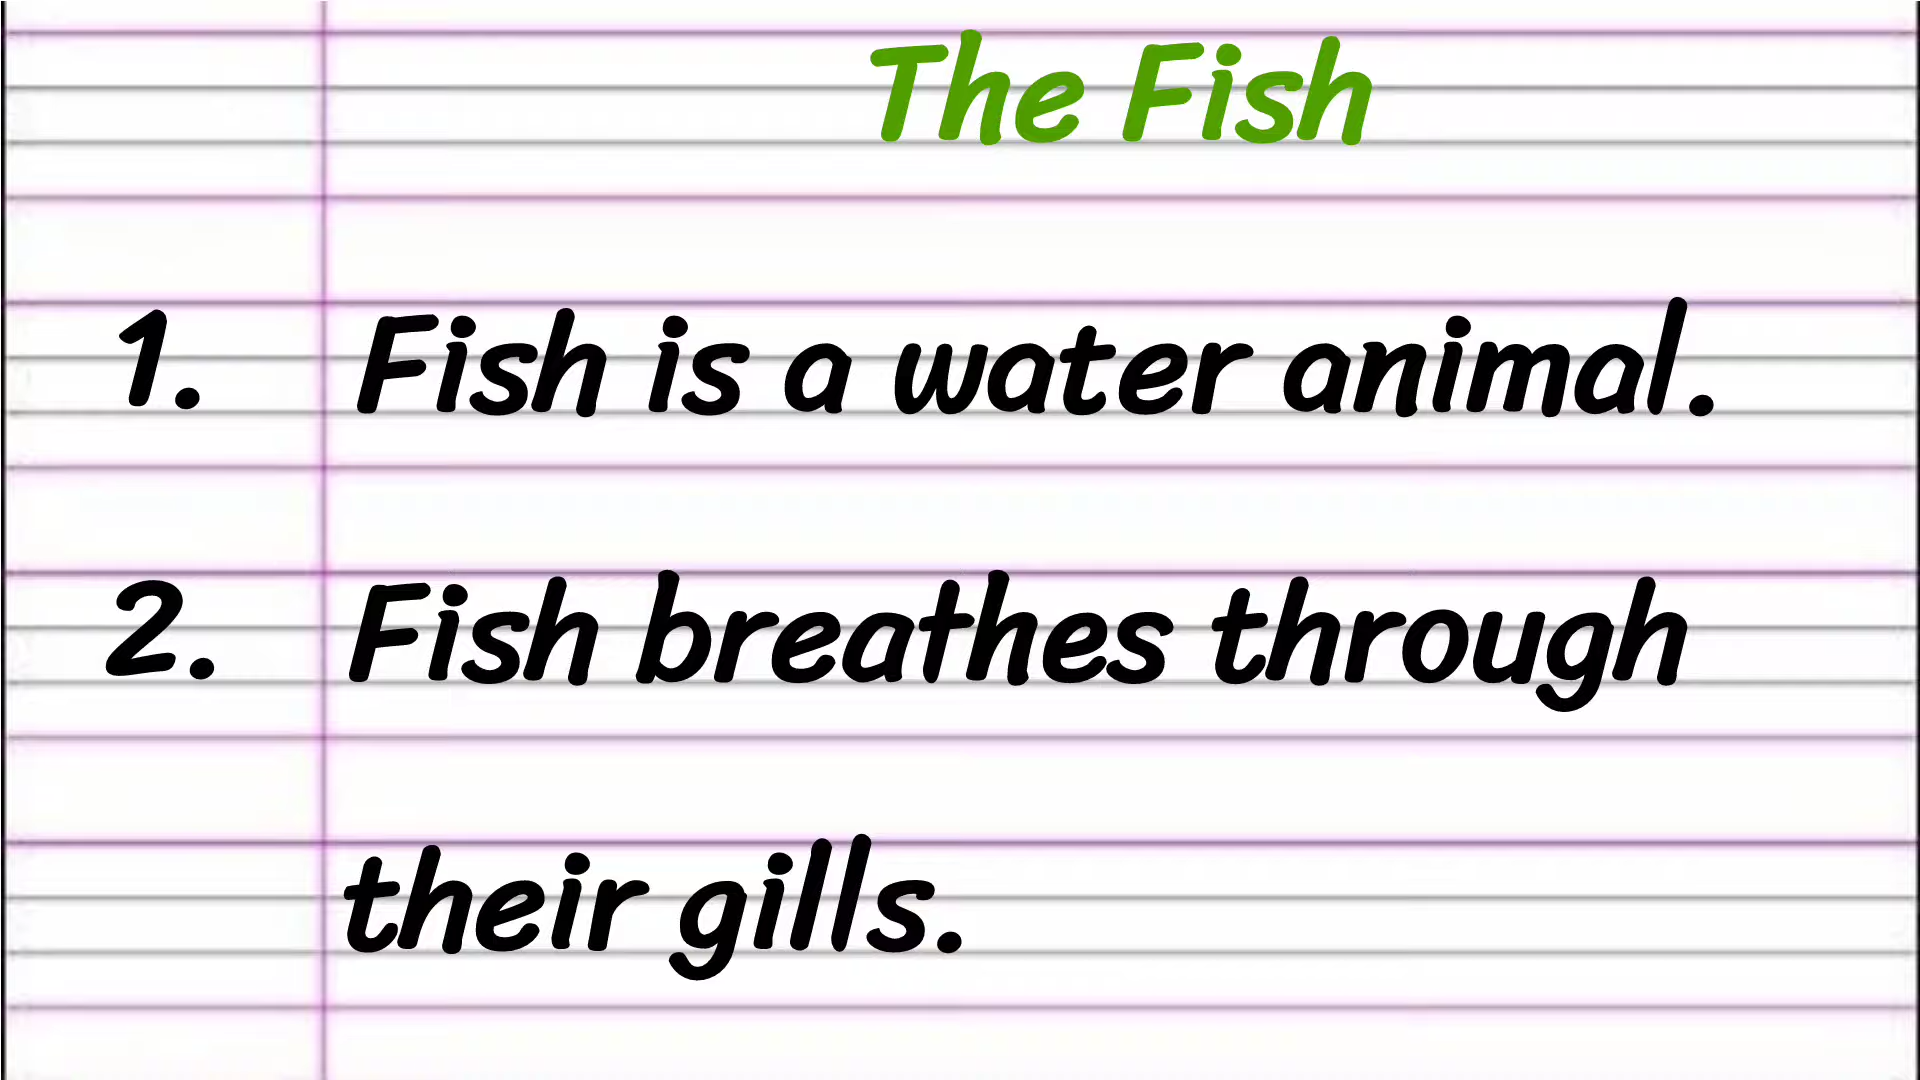 The Fish
1. Fish is a water animal.
2. Fish breathes through
their gills.